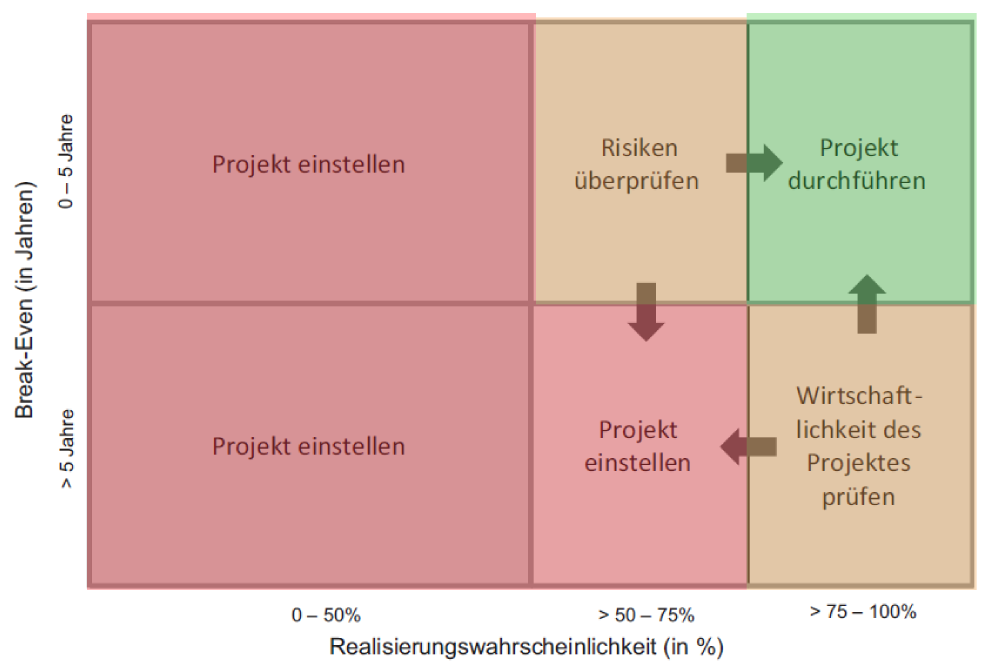 Break-Even (in Jahren)
0 – 5 Jahre
Projekt einstellen
Risiken
überprüfen
Projekt
durchführen
> 5 Jahre
Projekt einstellen
Projekt
einstellen
Wirtschaft-
lichkeit des
Projektes
prüfen
0 – 50%
> 50 – 75%
> 75 – 100%
Realisierungswahrscheinlichkeit (in %)